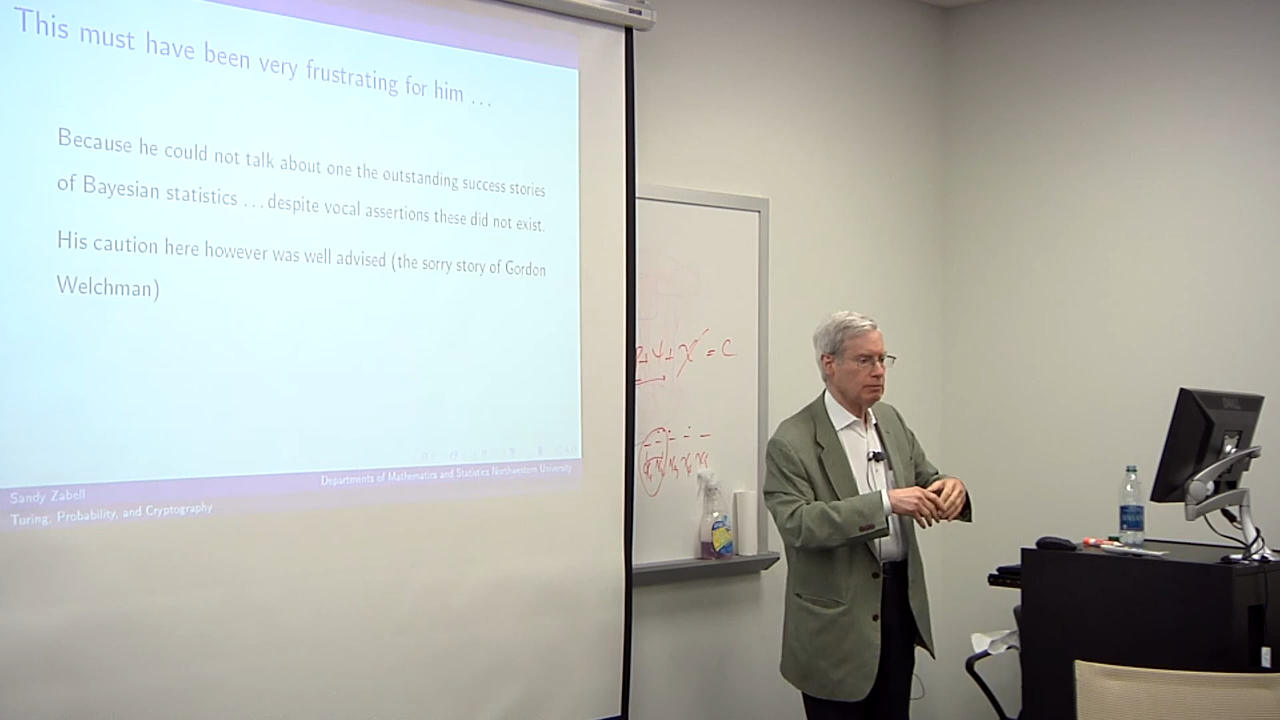 This must have been very frustrating for him ...
Because he could not talk about one the outstanding success stories
of Bayesian statistics ... despite vocal assertions these did not exist.
His caution here however was well advised (the sorry story of Gordon
Welchman)
Sandy Zabell
Departments of Mathematics and Statistics Northwestern University
Turing, Probability, and Cryptography
= C
DELL